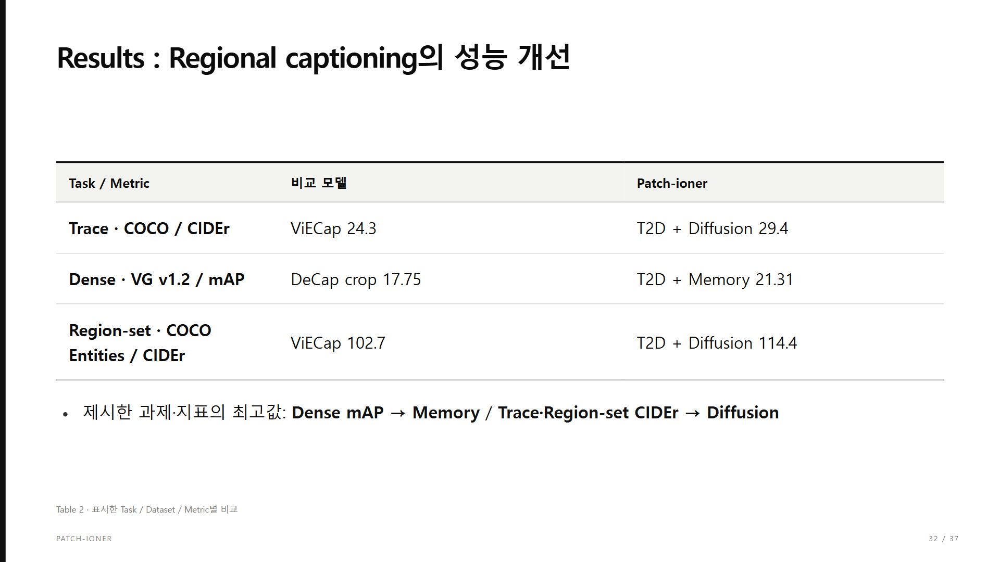 Results : Regional captioning의 성능 개선
Task / Metric 비교 모델 Patch-ioner
Trace · COCO / CIDEr ViECap 24.3 T2D + Diffusion 29.4
Dense · VG v1.2 / mAP DeCap crop 17.75 T2D + Memory 21.31
Region-set · COCO
Entities / CIDEr ViECap 102.7 T2D + Diffusion 114.4
• 제시한 과제·지표의 최고값: Dense mAP → Memory / Trace·Region-set CIDEr → Diffusion
Table 2 · 표시한 Task / Dataset / Metric별 비교
PATCH-IONER 32 / 37